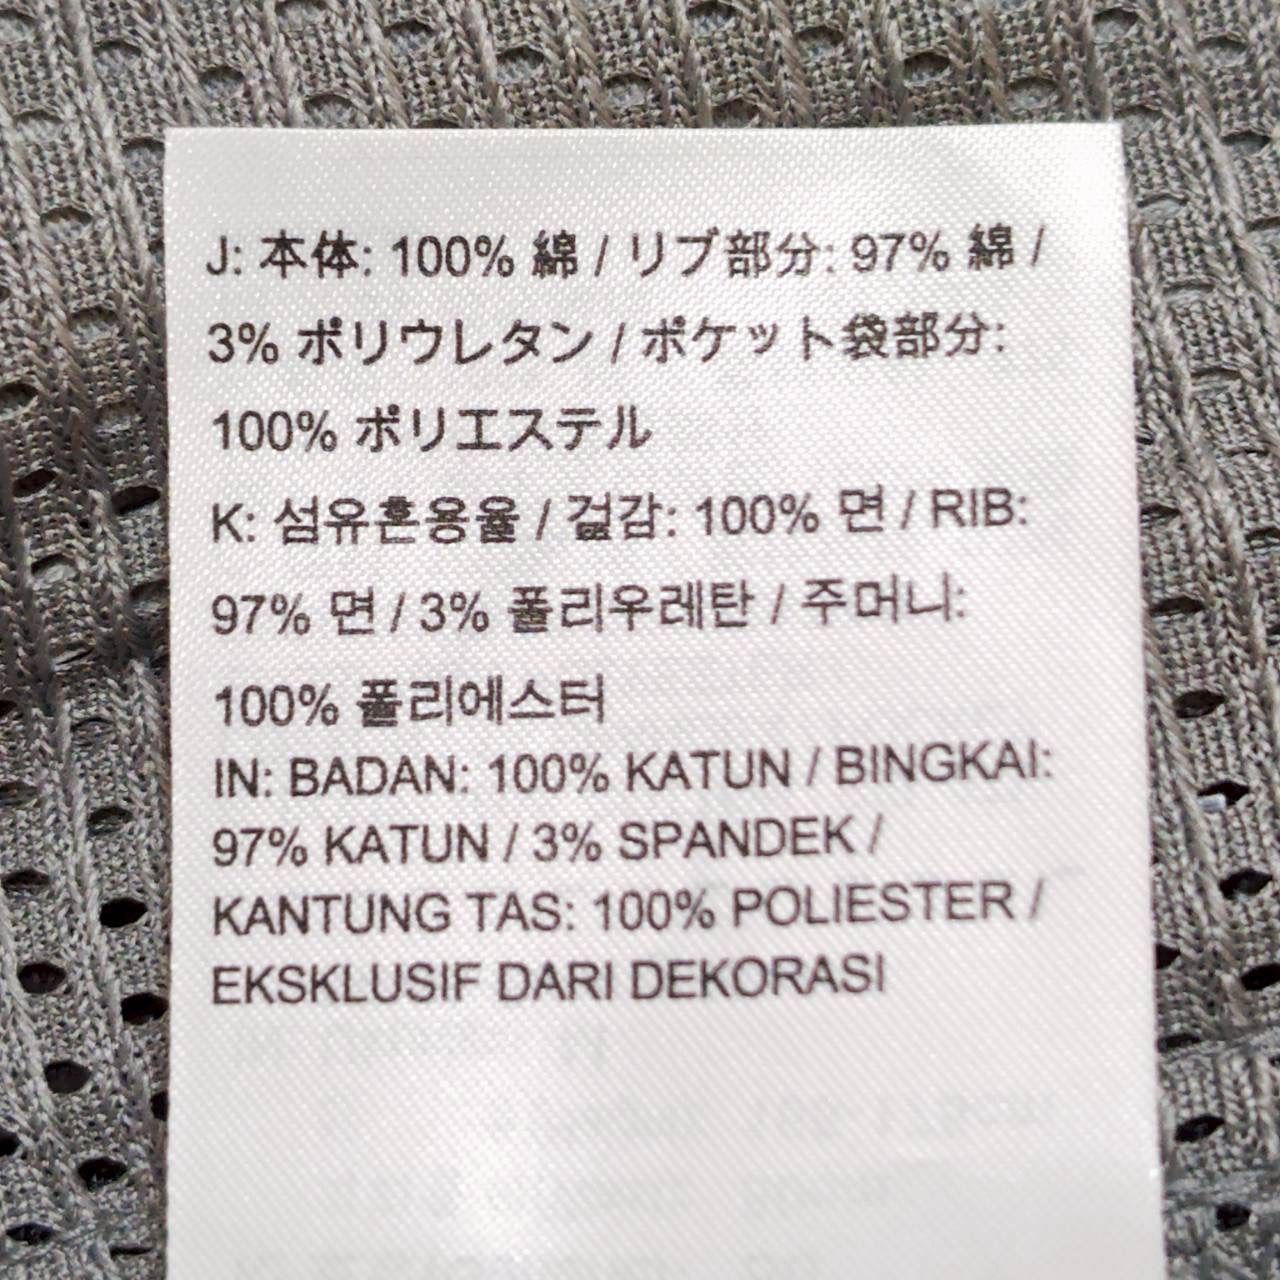 J: 本体: 100% 綿 / リブ部分: 97% 綿 /
3% ポリウレタン / ポケット袋部分:
100% ポリエステル
K: 섬유혼용율 / 걸감: 100% 면 / RIB:
97% 면 / 3% 폴리우레탄 / 주머니:
100% 폴리에스터
IN: BADAN: 100% KATUN / BINGKAI:
97% KATUN / 3% SPANDEK /
KANTUNG TAS: 100% POLIESTER /
EKSKLUSIF DARI DEKORASI